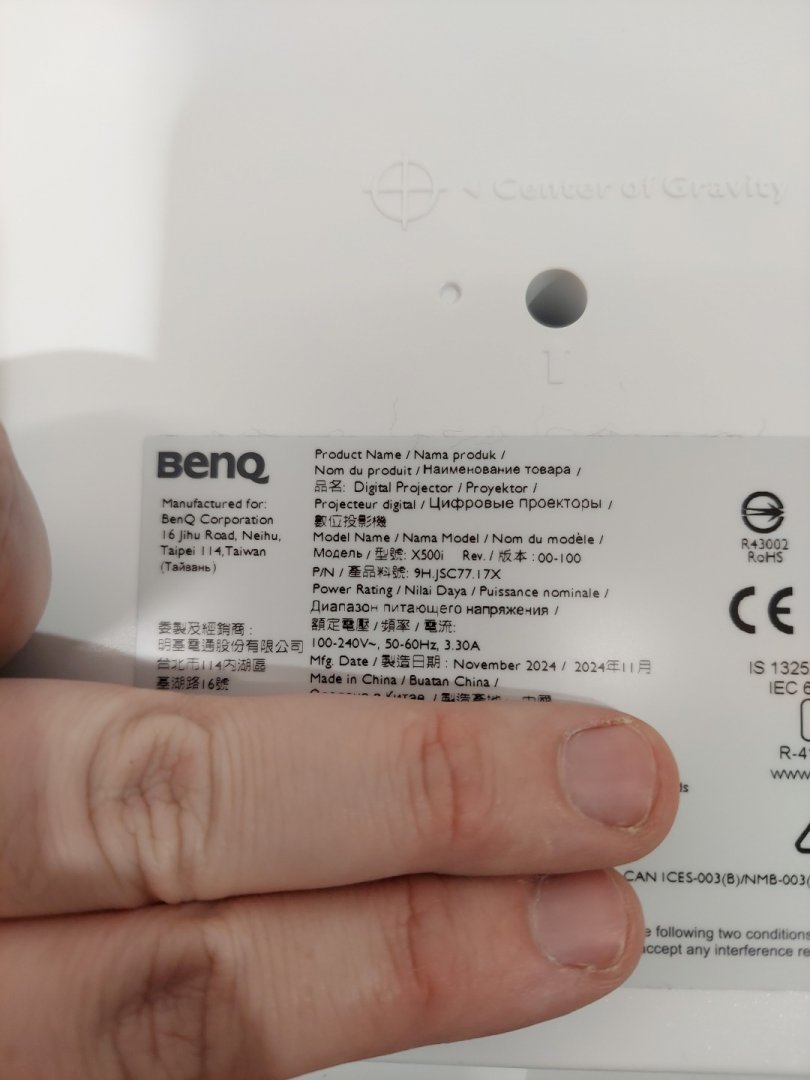 ◄ Center of Gravity
BenQ
Manufactured for:
BenQ Corporation
16 Jihu Road, Neihu,
Taipei 114,Taiwan
(Тайвань)
委製及經銷商：
明基電通股份有限公司
台北市114內湖區
基湖路16號
Product Name / Nama produk /
Nom du produit / Наименование товара /
品名: Digital Projector / Proyektor /
Projecteur digital / Цифровые проекторы /
數位投影機
Model Name / Nama Model / Nom du modèle /
Модель / 型號: X500i Rev. / 版本 : 00-100
P/N / 產品料號: 9H.JSC77.17X
Power Rating / Nilai Daya / Puissance nominale /
Диапазон питающего напряжения /
額定電壓 / 頻率 / 電流:
100-240V~, 50-60Hz, 3.30A
Mfg. Date / 製造日期 : November 2024 / 2024年11月
Made in China / Buatan China /
Китае / 製造產地:
R43002
RoHS
CE
IS 1325
IEC 6
R-4
www
CAN ICES-003(B)/NMB-003(
following two conditions
accept any interference re